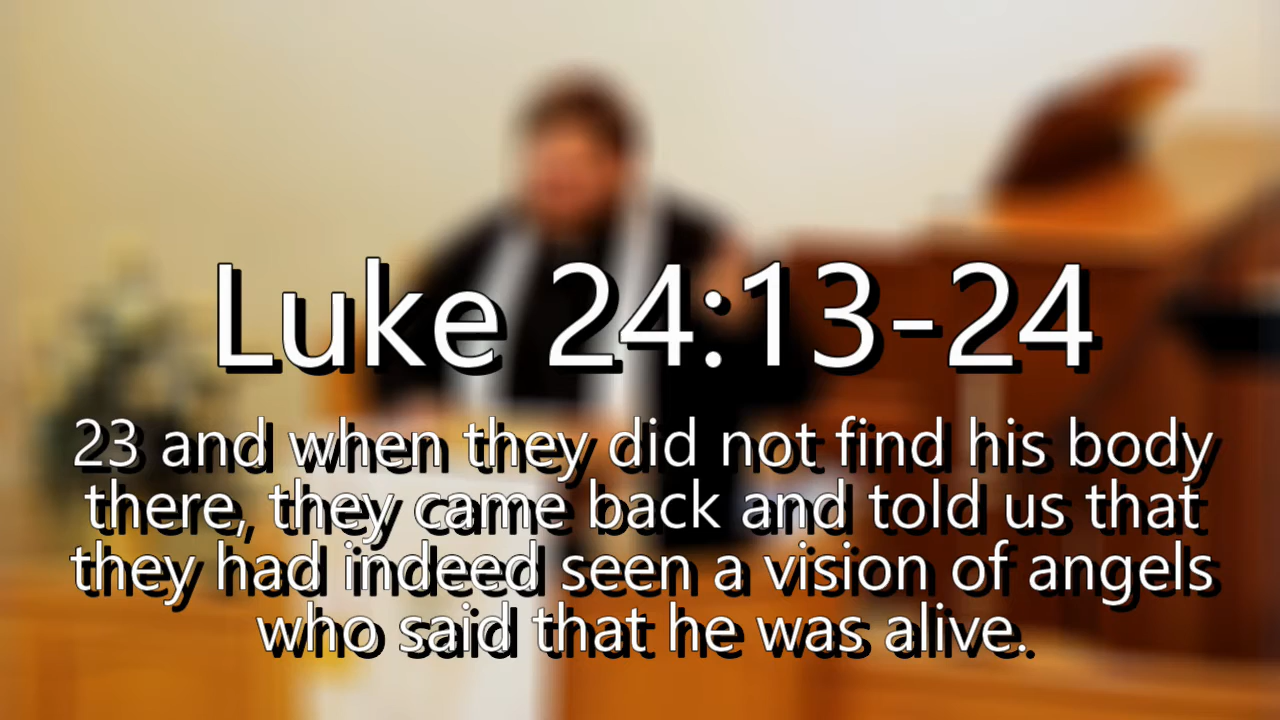 Luke 24:13-24
23 and when they did not find his body
there, they came back and told us that
they had indeed seen a vision of angels
who said that he was alive.